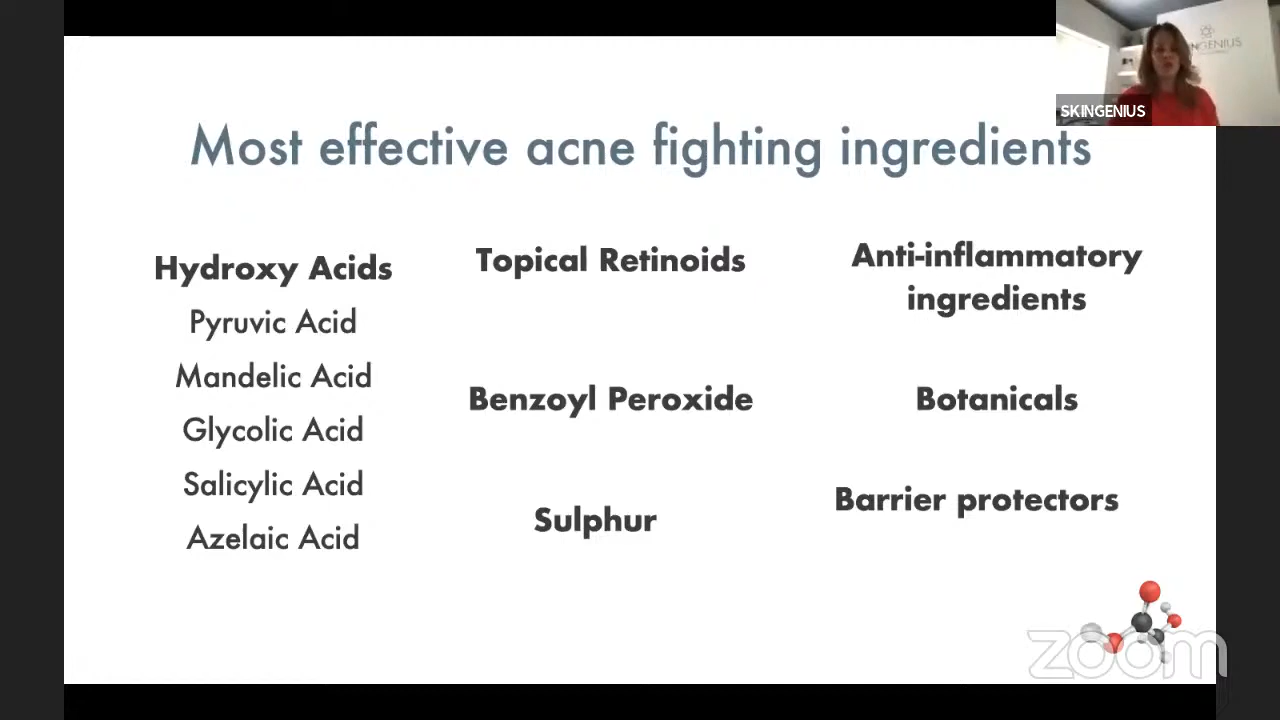 SKINGENIUS
Most effective acne fighting ingredients
Hydroxy Acids
Pyruvic Acid
Mandelic Acid
Glycolic Acid
Salicylic Acid
Azelaic Acid
Topical Retinoids
Benzoyl Peroxide
Sulphur
Anti-inflammatory
ingredients
Botanicals
Barrier protectors
zoom